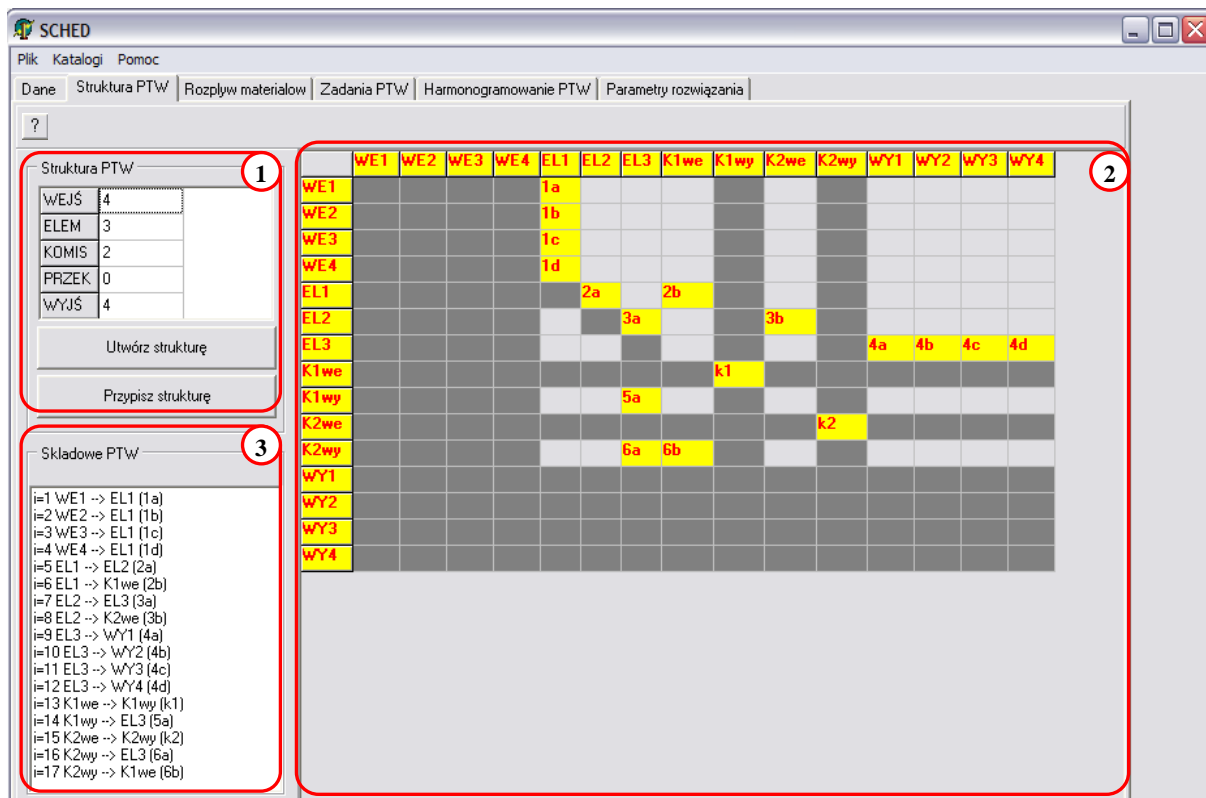 SCHED
Plik Katalogi Pomoc
Dane Struktura PTW Rozplyw materialow Zadania PTW Harmonogramowanie PTW Parametry rozwiązania
?
Struktura PTW 1
WEJŚ 4
ELEM 3
KOMIS 2
PRZEK 0
WYJŚ 4
Utwórz strukturę
Przypisz strukturę
Skladowe PTW 3
i=1 WE1 --> EL1 (1a)
i=2 WE2 --> EL1 (1b)
i=3 WE3 --> EL1 (1c)
i=4 WE4 --> EL1 (1d)
i=5 EL1 --> EL2 (2a)
i=6 EL1 --> K1we (2b)
i=7 EL2 --> EL3 (3a)
i=8 EL2 --> K2we (3b)
i=9 EL3 --> WY1 (4a)
i=10 EL3 --> WY2 (4b)
i=11 EL3 --> WY3 (4c)
i=12 EL3 --> WY4 (4d)
i=13 K1we --> K1wy (k1)
i=14 K1wy --> EL3 (5a)
i=15 K2we --> K2wy (k2)
i=16 K2wy --> EL3 (6a)
i=17 K2wy --> K1we (6b)
2
WE1 WE2 WE3 WE4 EL1 EL2 EL3 K1we K1wy K2we K2wy WY1 WY2 WY3 WY4
WE1 1a
WE2 1b
WE3 1c
WE4 1d
EL1 2a 2b
EL2 3a 3b
EL3 4a 4b 4c 4d
K1we k1
K1wy 5a
K2we k2
K2wy 6a 6b
WY1
WY2
WY3
WY4